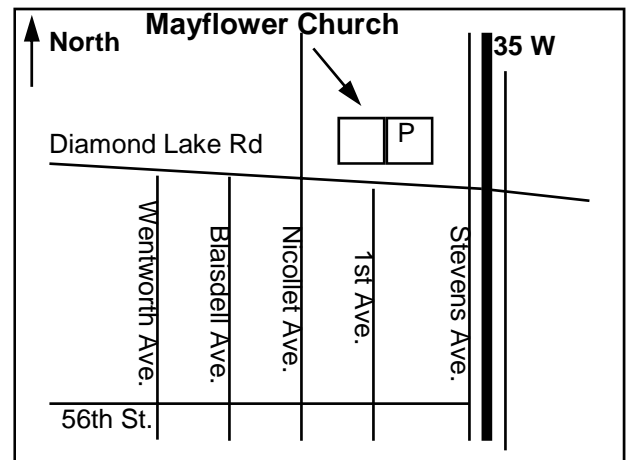 Mayflower Church
North
35 W
P
Diamond Lake Rd
Wentworth Ave.
Blaisdell Ave.
Nicollet Ave.
1st Ave.
Stevens Ave.
56th St.